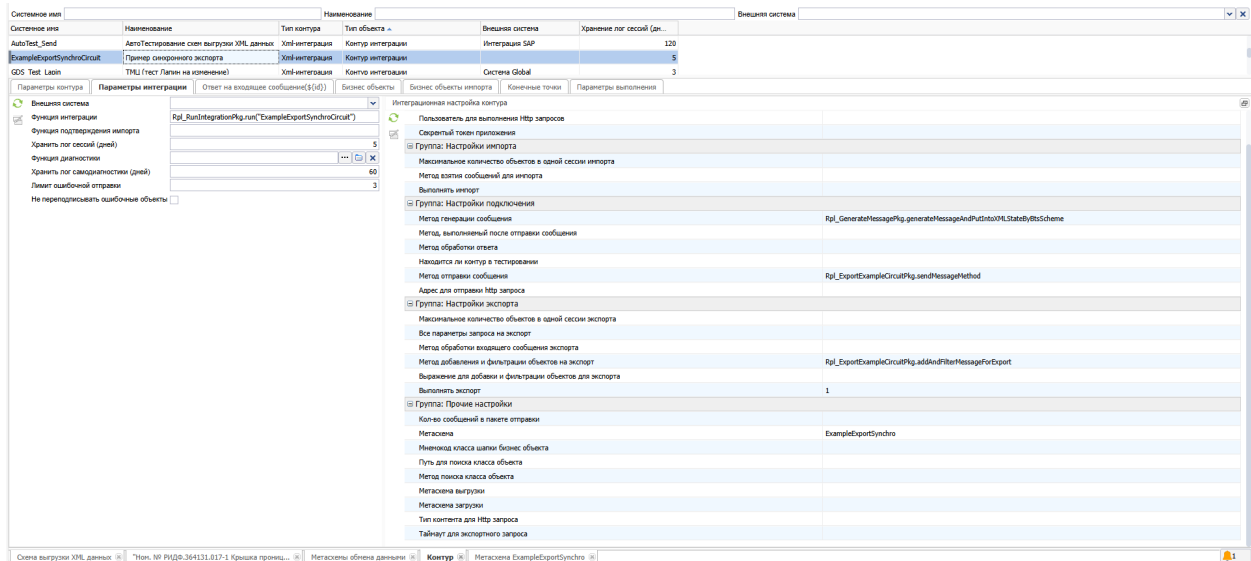 Системное имя Наименование Внешняя система
Системное имя Наименование Тип контура Тип объекта Внешняя система Хранение лог сессий (дн...
AutoTest_Send АвтоТестирование схем выгрузки XML данных Xml-интеграция Контур интеграции Интеграция SAP 120
ExampleExportSynchroCircuit Пример синхронного экспорта Xml-интеграция Контур интеграции 5
GDS_Test_Lapin ТМЦ (тест Лапин на изменение) Xml-интеграция Контур интеграции Система Global 3
Параметры контура Параметры интеграции Ответ на входящее сообщение(${id}) Бизнес объекты Бизнес объекты импорта Конечные точки Параметры выполнения
Внешняя система
Функция интеграции Rpl_RunIntegrationPkg.run("ExampleExportSynchroCircuit")
Функция подтверждения импорта
Хранить лог сессий (дней) 5
Функция диагностики
Хранить лог самодиагностики (дней) 60
Лимит ошибочной отправки 3
Не переподписывать ошибочные объекты
Интеграционная настройка контура
Пользователь для выполнения Http запросов
Секретный токен приложения
Группа: Настройки импорта
Максимальное количество объектов в одной сессии импорта
Метод взятия сообщений для импорта
Выполнять импорт
Группа: Настройки подключения
Метод генерации сообщения Rpl_GenerateMessagePkg.generateMessageAndPutIntoXMLStateByBtsScheme
Метод, выполняемый после отправки сообщения
Метод обработки ответа
Находится ли контур в тестировании
Метод отправки сообщения Rpl_ExportExampleCircuitPkg.sendMessageMethod
Адрес для отправки http запроса
Группа: Настройки экспорта
Максимальное количество объектов в одной сессии экспорта
Все параметры запроса на экспорт
Метод обработки входящего сообщения экспорта
Метод добавления и фильтрации объектов на экспорт Rpl_ExportExampleCircuitPkg.addAndFilterMessageForExport
Выражение для добавки и фильтрации объектов для экспорта
Выполнять экспорт 1
Группа: Прочие настройки
Кол-во сообщений в пакете отправки
Метасхема ExampleExportSynchro
Мнемокод класса шапки бизнес объекта
Путь для поиска класса объекта
Метод поиска класса объекта
Метасхема выгрузки
Метасхема загрузки
Тип контента для Http запроса
Таймаут для экспортного запроса
Схема выгрузки XML данных "Ном. № РИДФ.364131.017-1 Крышка прониц... Метасхемы обмена данными Контур Метасхема ExampleExportSynchro 1